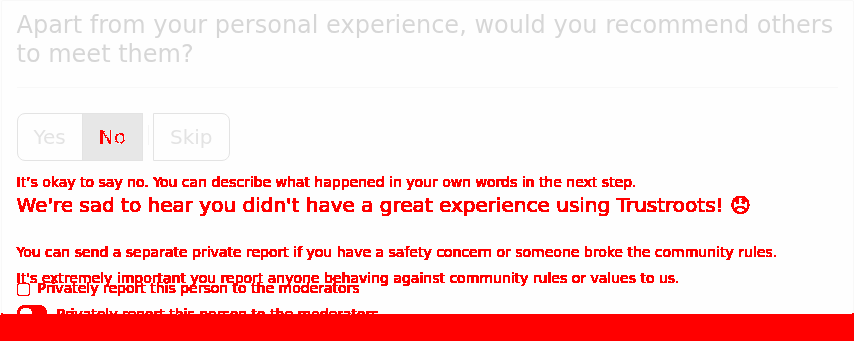 Apart from your personal experience, would you recommend others
to meet them?
Yes No Skip
It's okay to say no. You can describe what happened in your own words in the next step.
We're sad to hear you didn't have a great experience using Trustroots! ☹
You can send a separate private report if you have a safety concern or someone broke the community rules.
It's extremely important you report anyone behaving against community rules or values to us.
Privately report this person to the moderators
Privately report this person to the moderators